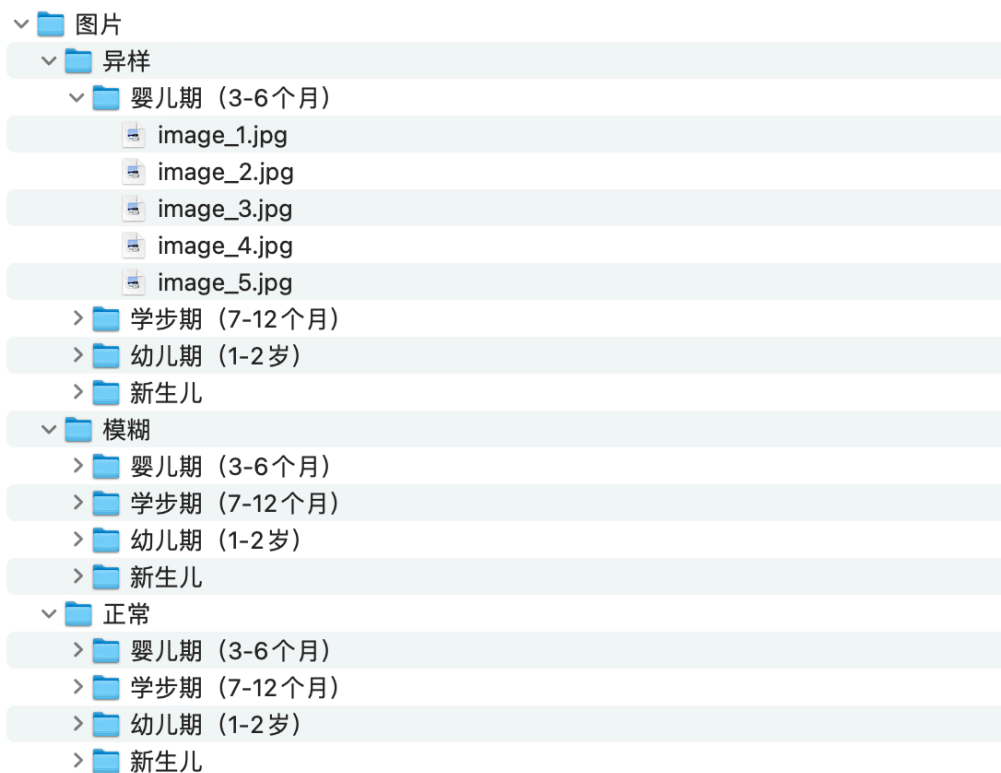 图片
异样
婴儿期（3-6个月）
image_1.jpg
image_2.jpg
image_3.jpg
image_4.jpg
image_5.jpg
学步期（7-12个月）
幼儿期（1-2岁）
新生儿
模糊
婴儿期（3-6个月）
学步期（7-12个月）
幼儿期（1-2岁）
新生儿
正常
婴儿期（3-6个月）
学步期（7-12个月）
幼儿期（1-2岁）
新生儿